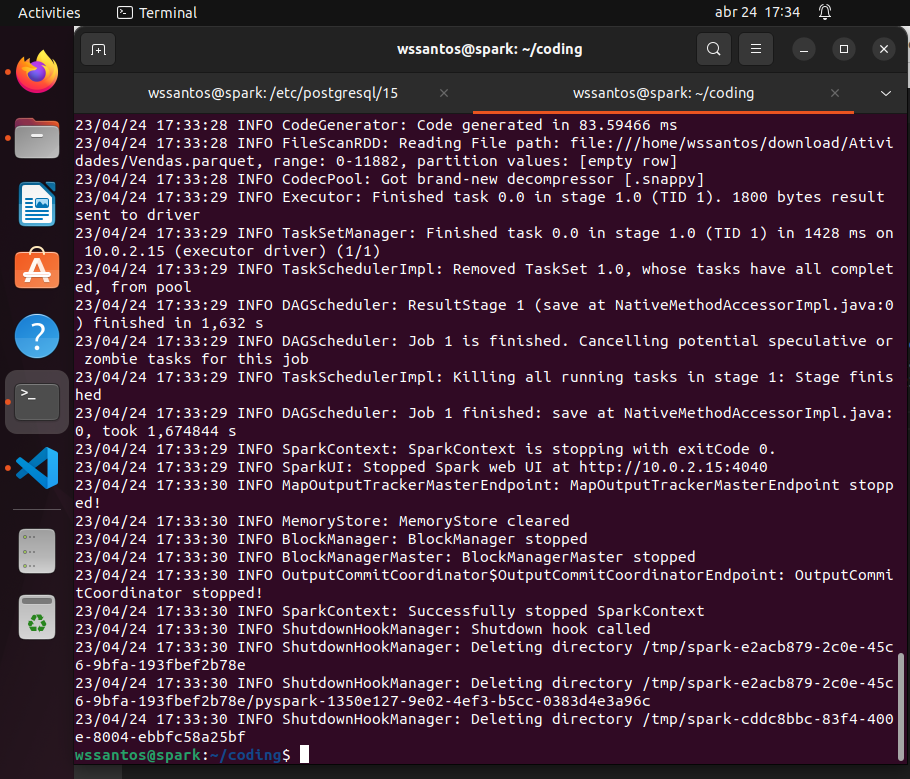 Activities
Terminal
abr 24 17:34
wssantos@spark: ~/coding
wssantos@spark: /etc/postgresql/15
wssantos@spark: ~/coding
23/04/24 17:33:28 INFO CodeGenerator: Code generated in 83.59466 ms
23/04/24 17:33:28 INFO FileScanRDD: Reading File path: file:///home/wssantos/download/Ativi
dades/Vendas.parquet, range: 0-11882, partition values: [empty row]
23/04/24 17:33:28 INFO CodecPool: Got brand-new decompressor [.snappy]
23/04/24 17:33:29 INFO Executor: Finished task 0.0 in stage 1.0 (TID 1). 1800 bytes result
sent to driver
23/04/24 17:33:29 INFO TaskSetManager: Finished task 0.0 in stage 1.0 (TID 1) in 1428 ms on
 10.0.2.15 (executor driver) (1/1)
23/04/24 17:33:29 INFO TaskSchedulerImpl: Removed TaskSet 1.0, whose tasks have all complet
ed, from pool
23/04/24 17:33:29 INFO DAGScheduler: ResultStage 1 (save at NativeMethodAccessorImpl.java:0
) finished in 1,632 s
23/04/24 17:33:29 INFO DAGScheduler: Job 1 is finished. Cancelling potential speculative or
 zombie tasks for this job
23/04/24 17:33:29 INFO TaskSchedulerImpl: Killing all running tasks in stage 1: Stage finis
hed
23/04/24 17:33:29 INFO DAGScheduler: Job 1 finished: save at NativeMethodAccessorImpl.java:
0, took 1,674844 s
23/04/24 17:33:29 INFO SparkContext: SparkContext is stopping with exitCode 0.
23/04/24 17:33:29 INFO SparkUI: Stopped Spark web UI at http://10.0.2.15:4040
23/04/24 17:33:30 INFO MapOutputTrackerMasterEndpoint: MapOutputTrackerMasterEndpoint stopp
ed!
23/04/24 17:33:30 INFO MemoryStore: MemoryStore cleared
23/04/24 17:33:30 INFO BlockManager: BlockManager stopped
23/04/24 17:33:30 INFO BlockManagerMaster: BlockManagerMaster stopped
23/04/24 17:33:30 INFO OutputCommitCoordinator$OutputCommitCoordinatorEndpoint: OutputCommi
tCoordinator stopped!
23/04/24 17:33:30 INFO SparkContext: Successfully stopped SparkContext
23/04/24 17:33:30 INFO ShutdownHookManager: Shutdown hook called
23/04/24 17:33:30 INFO ShutdownHookManager: Deleting directory /tmp/spark-e2acb879-2c0e-45c
6-9bfa-193fbef2b78e
23/04/24 17:33:30 INFO ShutdownHookManager: Deleting directory /tmp/spark-e2acb879-2c0e-45c
6-9bfa-193fbef2b78e/pyspark-1350e127-9e02-4ef3-b5cc-0383d4e3a96c
23/04/24 17:33:30 INFO ShutdownHookManager: Deleting directory /tmp/spark-cddc8bbc-83f4-400
e-8004-ebbfc58a25bf
wssantos@spark:~/coding$